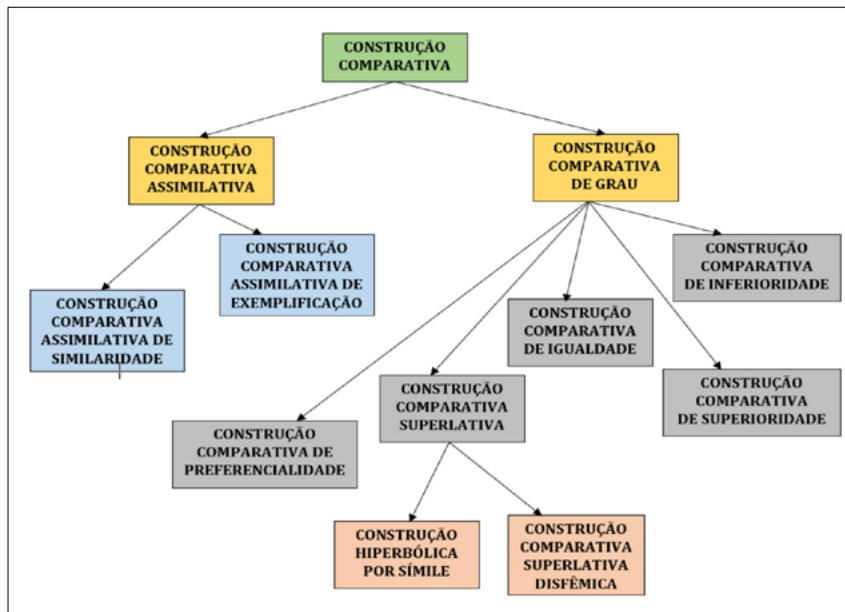 CONSTRUÇÃO
COMPARATIVA
CONSTRUÇÃO
COMPARATIVA
ASSIMILATIVA
CONSTRUÇÃO
COMPARATIVA
DE GRAU
CONSTRUÇÃO
COMPARATIVA
ASSIMILATIVA DE
EXEMPLIFICAÇÃO
CONSTRUÇÃO
COMPARATIVA
DE INFERIORIDADE
CONSTRUÇÃO
COMPARATIVA
ASSIMILATIVA DE
SIMILARIDADE
CONSTRUÇÃO
COMPARATIVA
DE IGUALDADE
CONSTRUÇÃO
COMPARATIVA
SUPERLATIVA
CONSTRUÇÃO
COMPARATIVA
DE SUPERIORIDADE
CONSTRUÇÃO
COMPARATIVA DE
PREFERENCIALIDADE
CONSTRUÇÃO
HIPERBÓLICA
POR SÍMILE
CONSTRUÇÃO
COMPARATIVA
SUPERLATIVA
DISFÊMICA